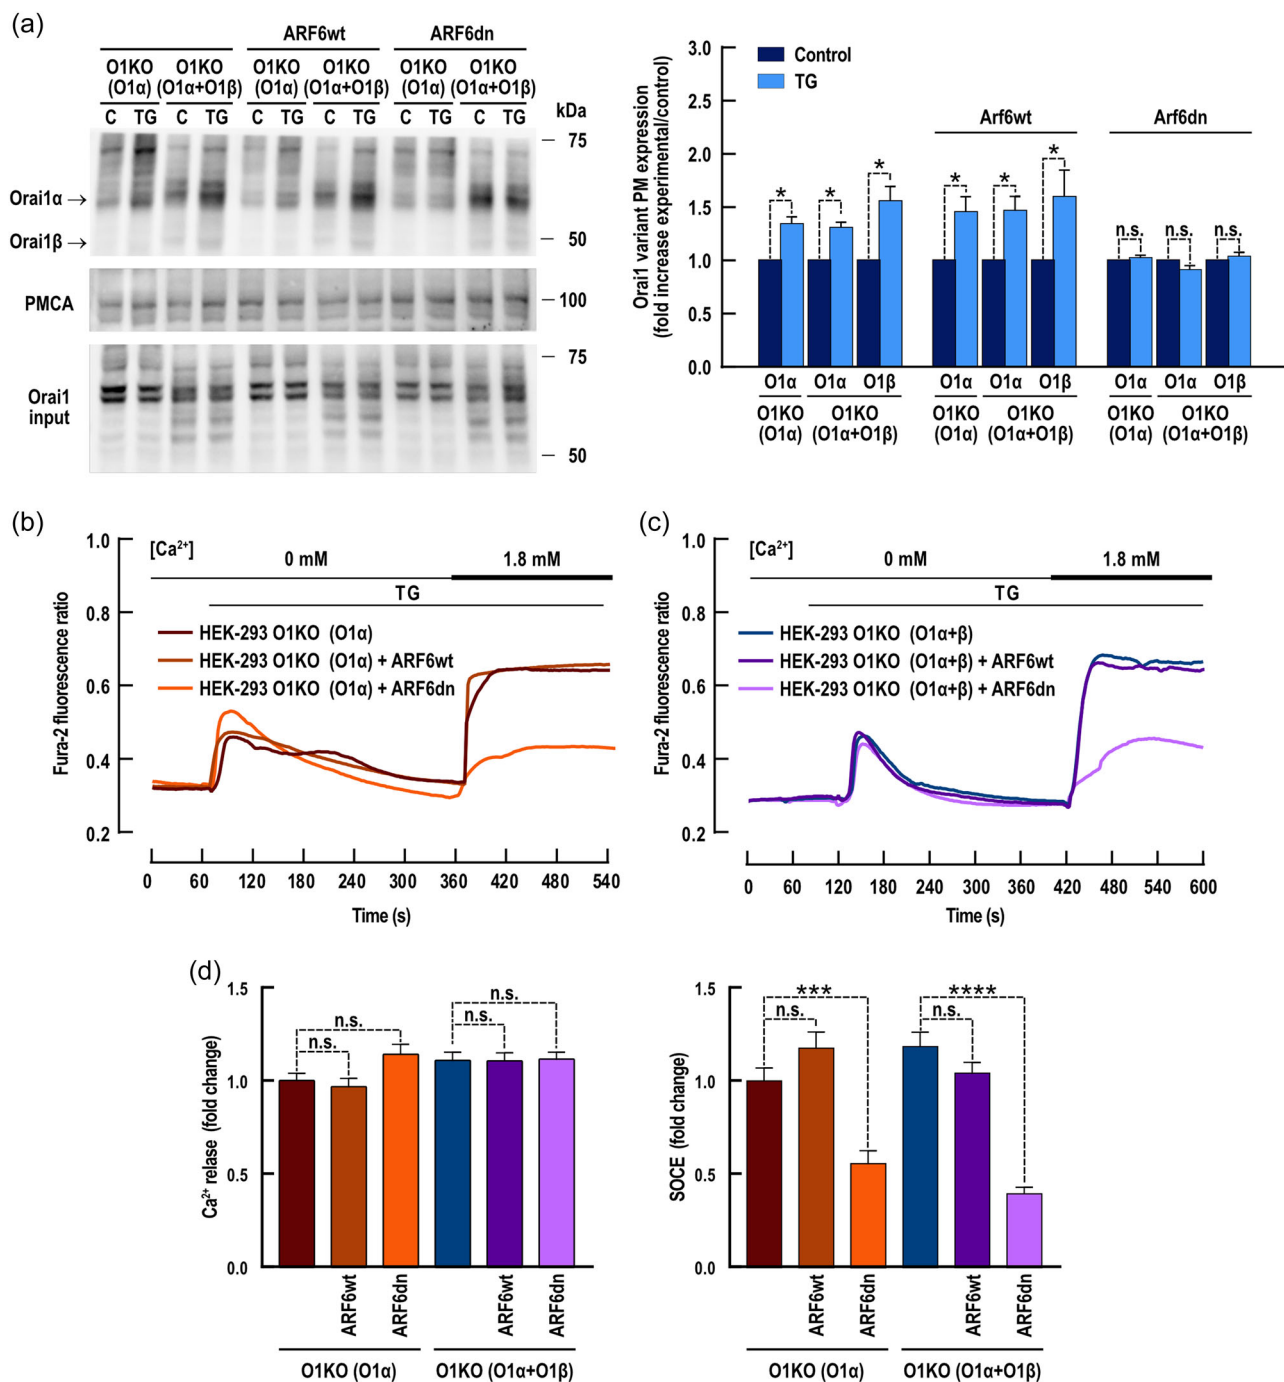 (a)
ARF6wt ARF6dn
O1KO O1KO O1KO O1KO O1KO O1KO
(O1α) (O1α+O1β) (O1α) (O1α+O1β) (O1α) (O1α+O1β)
C TG C TG C TG C TG C TG C TG kDa
75
Orai1α →
Orai1β → 50
PMCA 100
75
Orai1
input
50
Orai1 variant PM expression
(fold increase experimental/control)
3.0
2.5
2.0
1.5
1.0
0.5
0.0
Control
TG
Arf6wt Arf6dn
* * * * * * n.s. n.s. n.s.
O1α O1α O1β O1α O1α O1β O1α O1α O1β
O1KO O1KO O1KO O1KO O1KO O1KO
(O1α) (O1α+O1β) (O1α) (O1α+O1β) (O1α) (O1α+O1β)
(b)
Fura-2 fluorescence ratio
1.0
0.8
0.6
0.4
0.2
[Ca²⁺] 0 mM 1.8 mM
TG
HEK-293 O1KO (O1α)
HEK-293 O1KO (O1α) + ARF6wt
HEK-293 O1KO (O1α) + ARF6dn
0 60 120 180 240 300 360 420 480 540
Time (s)
(c)
Fura-2 fluorescence ratio
1.0
0.8
0.6
0.4
0.2
[Ca²⁺] 0 mM 1.8 mM
TG
HEK-293 O1KO (O1α+β)
HEK-293 O1KO (O1α+β) + ARF6wt
HEK-293 O1KO (O1α+β) + ARF6dn
0 60 120 180 240 300 360 420 480 540 600
Time (s)
(d)
Ca²⁺ relase (fold change)
1.5
1.0
0.5
0.0
n.s. n.s.
n.s. n.s.
ARF6wt ARF6dn ARF6wt ARF6dn
O1KO (O1α) O1KO (O1α+O1β)
SOCE (fold change)
1.5
1.0
0.5
0.0
*** ****
n.s. n.s.
ARF6wt ARF6dn ARF6wt ARF6dn
O1KO (O1α) O1KO (O1α+O1β)